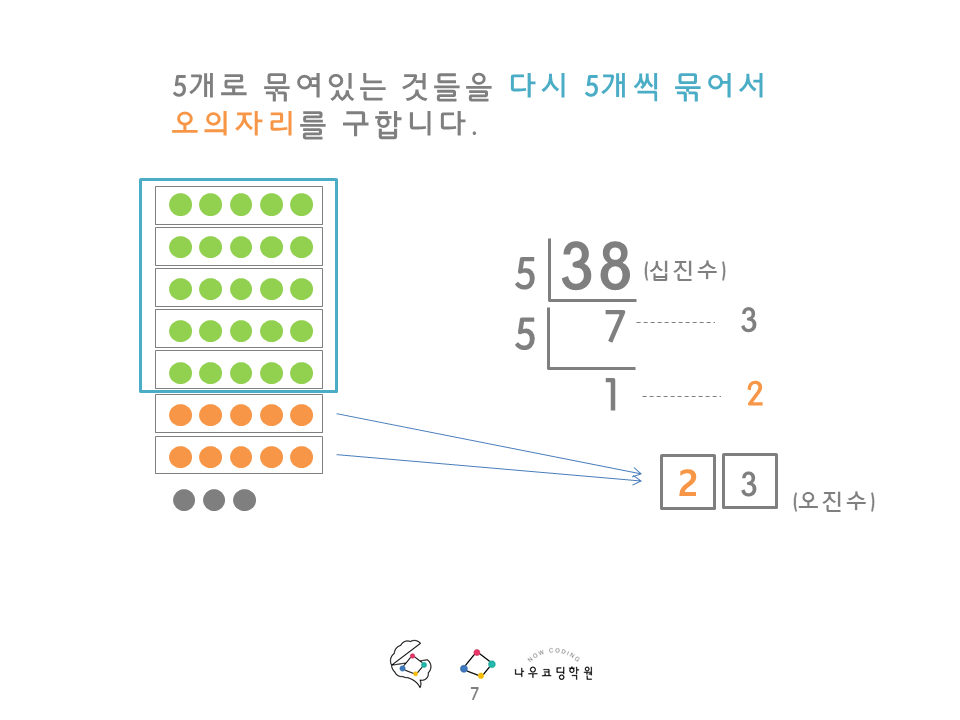 5개로 묶여있는 것들을 다시 5개씩 묶어서
오의자리를 구합니다.
5 38 (십진수)
5 7 3
1 2
2 3 (오진수)
NOW CODING
나우코딩학원
7